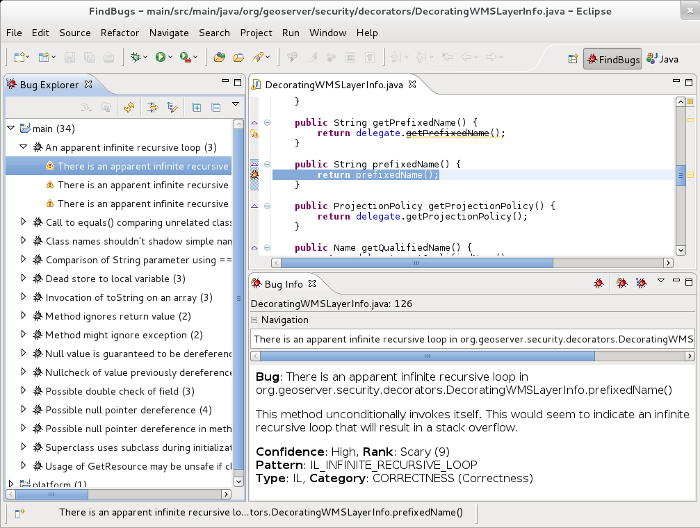 FindBugs – main/src/main/java/org/geoserver/security/decorators/DecoratingWMSLayerInfo.java – Eclipse
File Edit Source Refactor Navigate Search Project Run Window Help
FindBugs Java
Bug Explorer
main (34)
An apparent infinite recursive loop (3)
There is an apparent infinite recursive
There is an apparent infinite recursive
There is an apparent infinite recursive
Call to equals() comparing unrelated class
Class names shouldn't shadow simple nam
Comparison of String parameter using ==
Dead store to local variable (3)
Invocation of toString on an array (3)
Method ignores return value (2)
Method might ignore exception (2)
Null value is guaranteed to be dereference
Nullcheck of value previously dereference
Possible double check of field (3)
Possible null pointer dereference (4)
Possible null pointer dereference in meth
Superclass uses subclass during initializat
Usage of GetResource may be unsafe if cl
platform (1)
DecoratingWMSLayerInfo.java
}
public String getPrefixedName() {
return delegate.getPrefixedName();
}
public String prefixedName() {
return prefixedName();
}
public ProjectionPolicy getProjectionPolicy() {
return delegate.getProjectionPolicy();
}
public Name getQualifiedName() {
Bug Info
DecoratingWMSLayerInfo.java: 126
Navigation
There is an apparent infinite recursive loop in org.geoserver.security.decorators.DecoratingWMS
Bug: There is an apparent infinite recursive loop in
org.geoserver.security.decorators.DecoratingWMSLayerInfo.prefixedName()
This method unconditionally invokes itself. This would seem to indicate an infinite
recursive loop that will result in a stack overflow.
Confidence: High, Rank: Scary (9)
Pattern: IL_INFINITE_RECURSIVE_LOOP
Type: IL, Category: CORRECTNESS (Correctness)
There is an apparent infinite recursive lo...tors.DecoratingWMSLayerInfo.prefixedName()